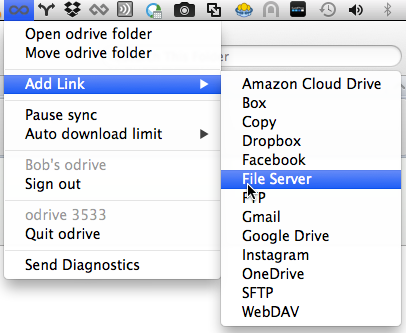 Open odrive folder
Move odrive folder
Add Link
Pause sync
Auto download limit
Bob's odrive
Sign out
odrive 3533
Quit odrive
Send Diagnostics
Amazon Cloud Drive
Box
Copy
Dropbox
Facebook
File Server
FTP
Gmail
Google Drive
Instagram
OneDrive
SFTP
WebDAV